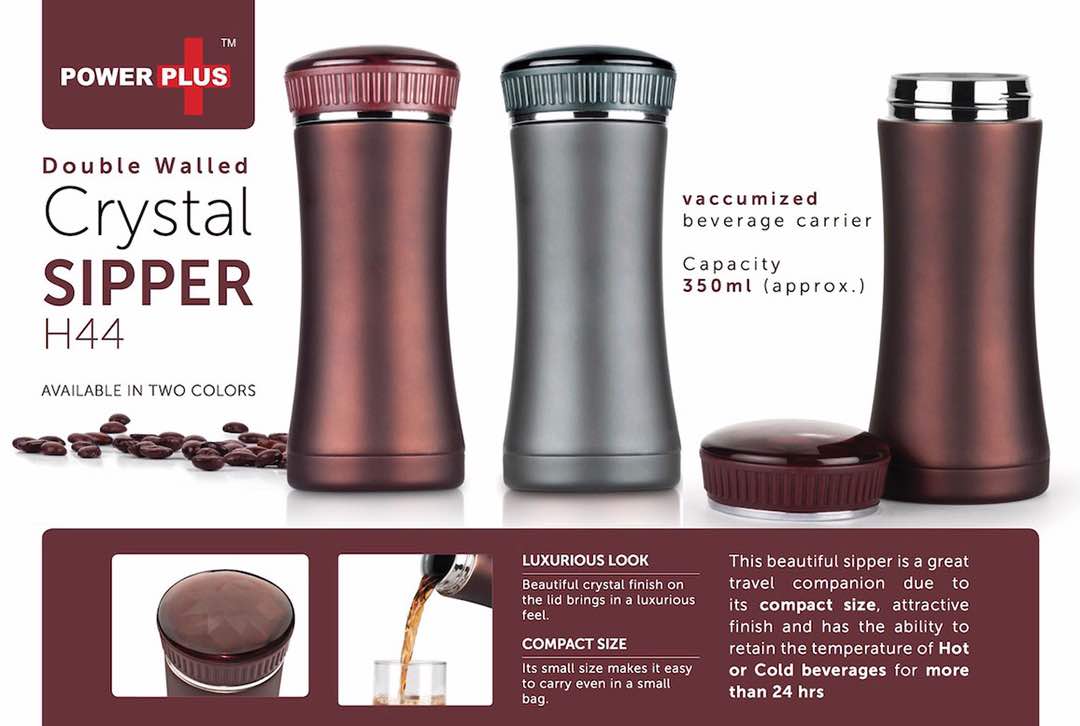 POWER PLUS TM
Double Walled
Crystal
SIPPER
H44
AVAILABLE IN TWO COLORS
vaccumized
beverage carrier
Capacity
350ml (approx.)
LUXURIOUS LOOK
Beautiful crystal finish on
the lid brings in a luxurious
feel.
COMPACT SIZE
Its small size makes it easy
to carry even in a small
bag.
This beautiful sipper is a great
travel companion due to
its compact size, attractive
finish and has the ability to
retain the temperature of Hot
or Cold beverages for more
than 24 hrs